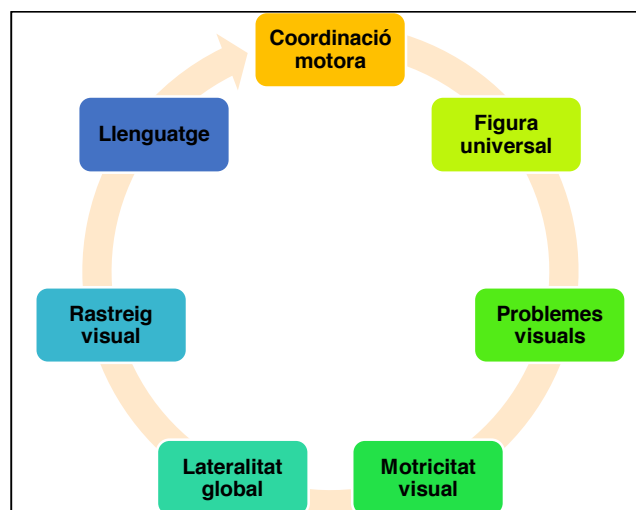 Coordinació
motora
Figura
universal
Problemes
visuals
Motricitat
visual
Lateralitat
global
Rastreig
visual
Llenguatge